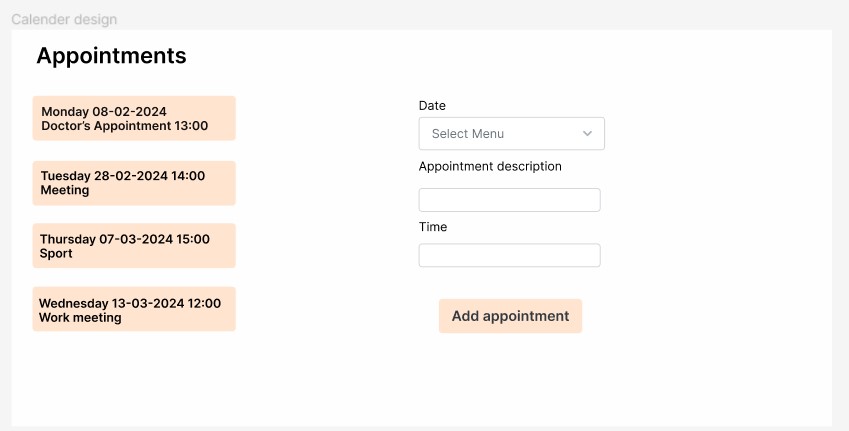 Calender design
Appointments
Monday 08-02-2024
Doctor's Appointment 13:00
Tuesday 28-02-2024 14:00
Meeting
Thursday 07-03-2024 15:00
Sport
Wednesday 13-03-2024 12:00
Work meeting
Date
Select Menu
Appointment description
Time
Add appointment